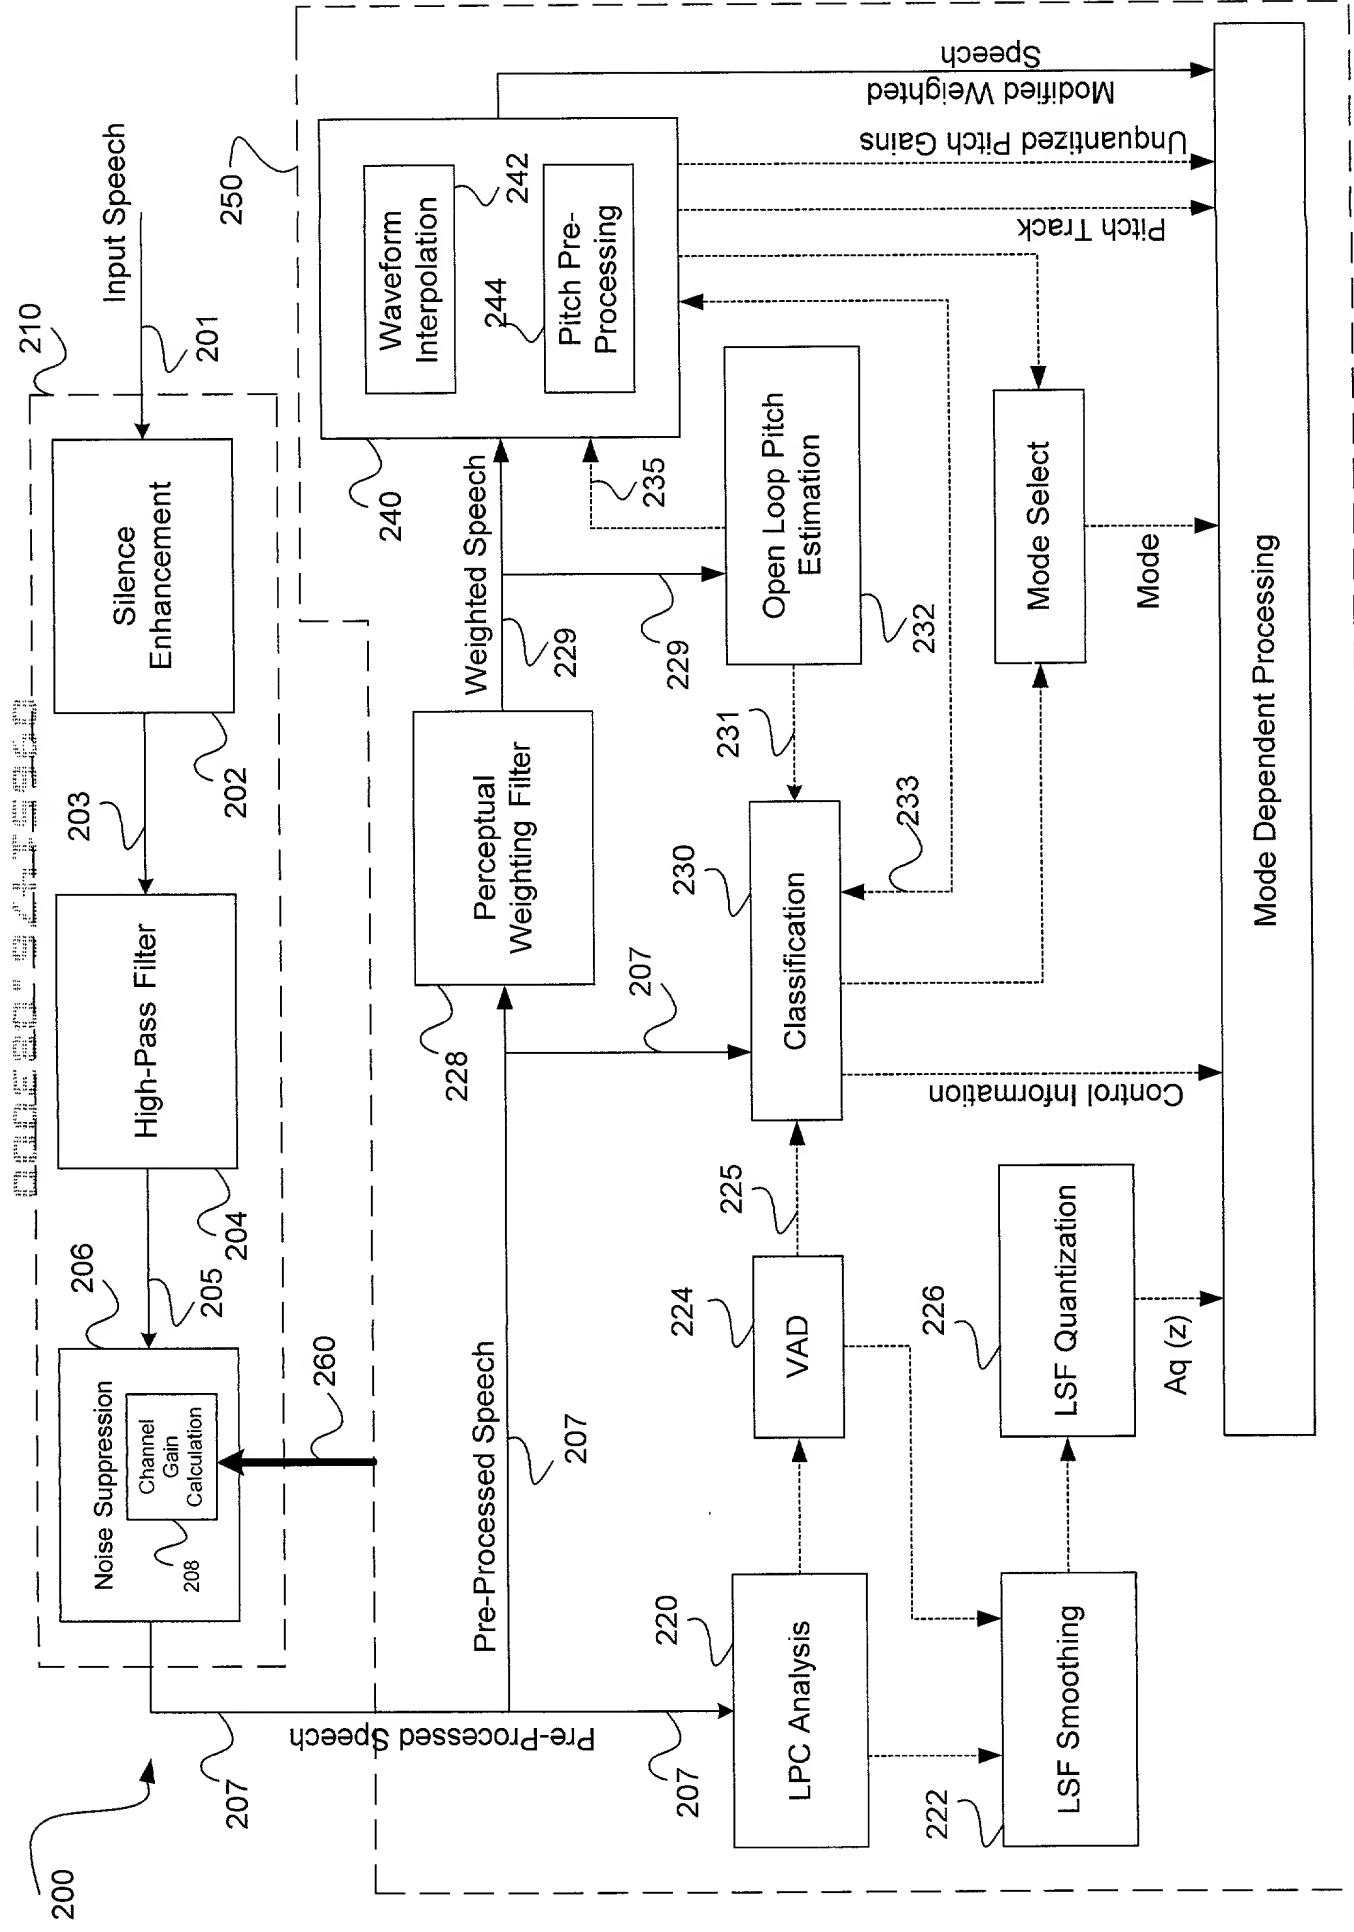 200
210
Input Speech
201
Silence
Enhancement
202
203
High-Pass Filter
204
205
206
Noise Suppression
Channel
Gain
Calculation
208
260
250
207
Pre-Processed Speech
207
Pre-Processed Speech
207
Perceptual
Weighting Filter
228
207
Weighted Speech
229
229
240
Waveform
Interpolation
242
244
Pitch Pre-
Processing
235
Open Loop Pitch
Estimation
232
231
Classification
230
233
225
VAD
224
LPC Analysis
220
LSF Smoothing
222
LSF Quantization
226
Aq (z)
Control Information
Mode Select
Mode
Pitch Track
Unquantized Pitch Gains
Modified Weighted
Speech
Mode Dependent Processing